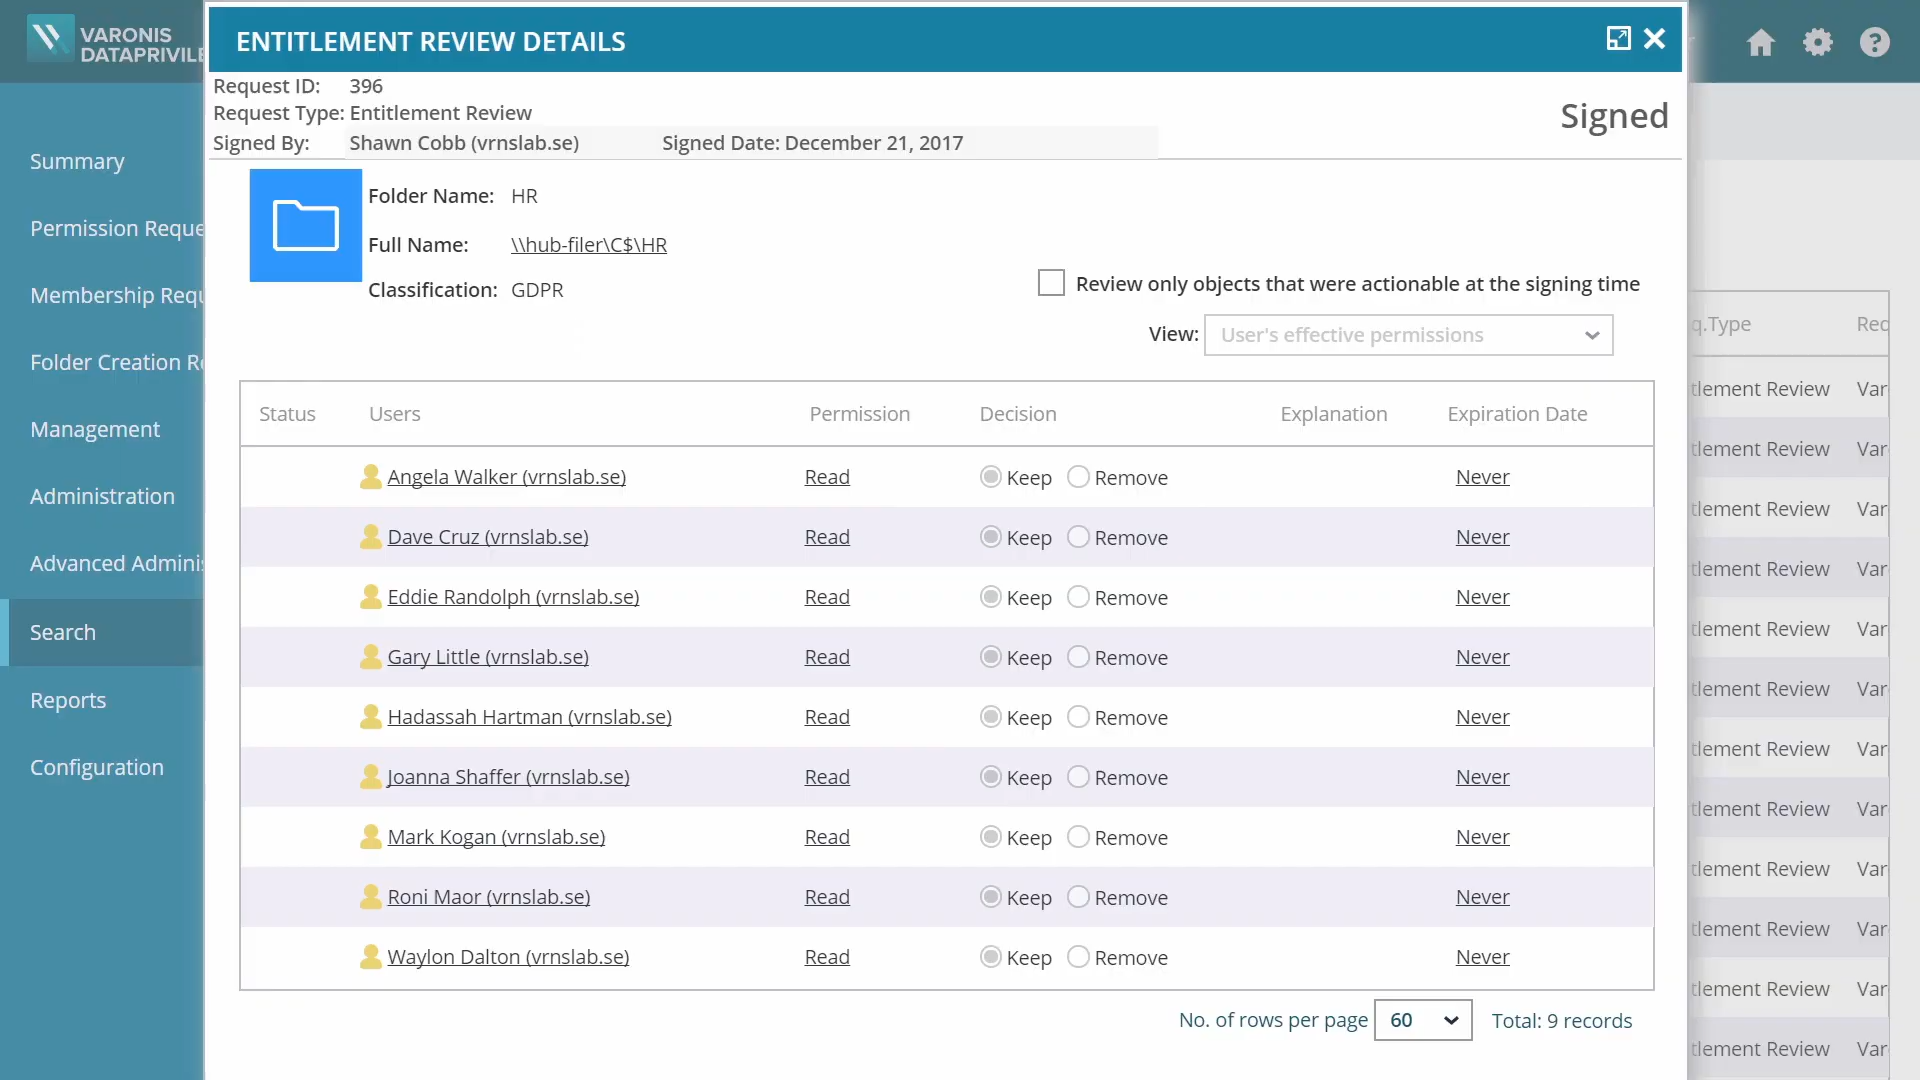 VARONIS
DATAPRIVILE
ENTITLEMENT REVIEW DETAILS
Request ID: 396
Request Type: Entitlement Review
Signed By: Shawn Cobb (vrnslab.se) Signed Date: December 21, 2017
Signed
Summary
Permission Reque
Membership Requ
Folder Creation Re
Management
Administration
Advanced Adminis
Search
Reports
Configuration
Folder Name: HR
Full Name: \\hub-filer\C$\HR
Classification: GDPR
Review only objects that were actionable at the signing time
View: User's effective permissions
Status Users Permission Decision Explanation Expiration Date
Angela Walker (vrnslab.se) Read Keep Remove Never
Dave Cruz (vrnslab.se) Read Keep Remove Never
Eddie Randolph (vrnslab.se) Read Keep Remove Never
Gary Little (vrnslab.se) Read Keep Remove Never
Hadassah Hartman (vrnslab.se) Read Keep Remove Never
Joanna Shaffer (vrnslab.se) Read Keep Remove Never
Mark Kogan (vrnslab.se) Read Keep Remove Never
Roni Maor (vrnslab.se) Read Keep Remove Never
Waylon Dalton (vrnslab.se) Read Keep Remove Never
No. of rows per page 60 Total: 9 records
q.Type Rec
tlement Review Var
tlement Review Var
tlement Review Var
tlement Review Var
tlement Review Var
tlement Review Var
tlement Review Var
tlement Review Var
tlement Review Var
tlement Review Var
tlement Review Var
tlement Review Var